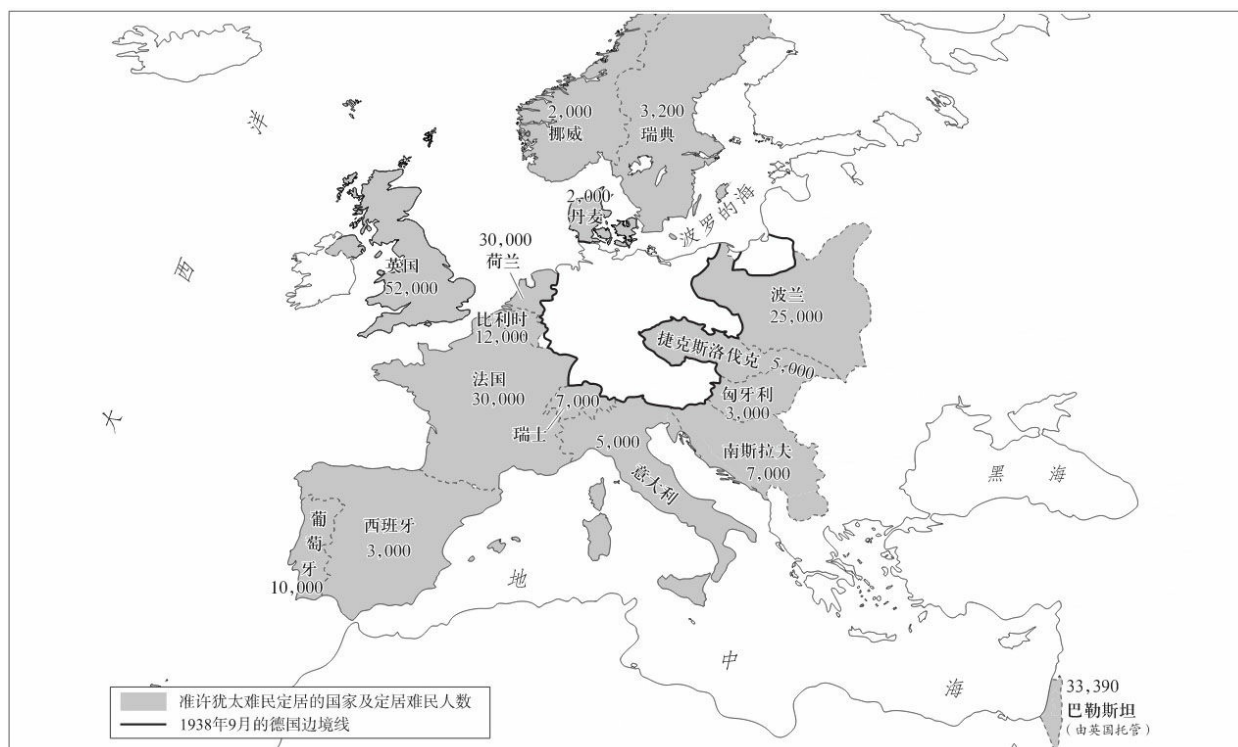 大
西
洋
2,000
挪威
3,200
瑞典
2,000
丹麦
波罗的海
30,000
荷兰
英国
52,000
比利时
12,000
波兰
25,000
捷克斯洛伐克
5,000
法国
30,000
7,000
瑞士
匈牙利
3,000
5,000
意大利
南斯拉夫
7,000
黑海
葡萄牙
10,000
西班牙
3,000
地
中
海
33,390
巴勒斯坦
(由英国托管)
准许犹太难民定居的国家及定居难民人数
1938年9月的德国边境线